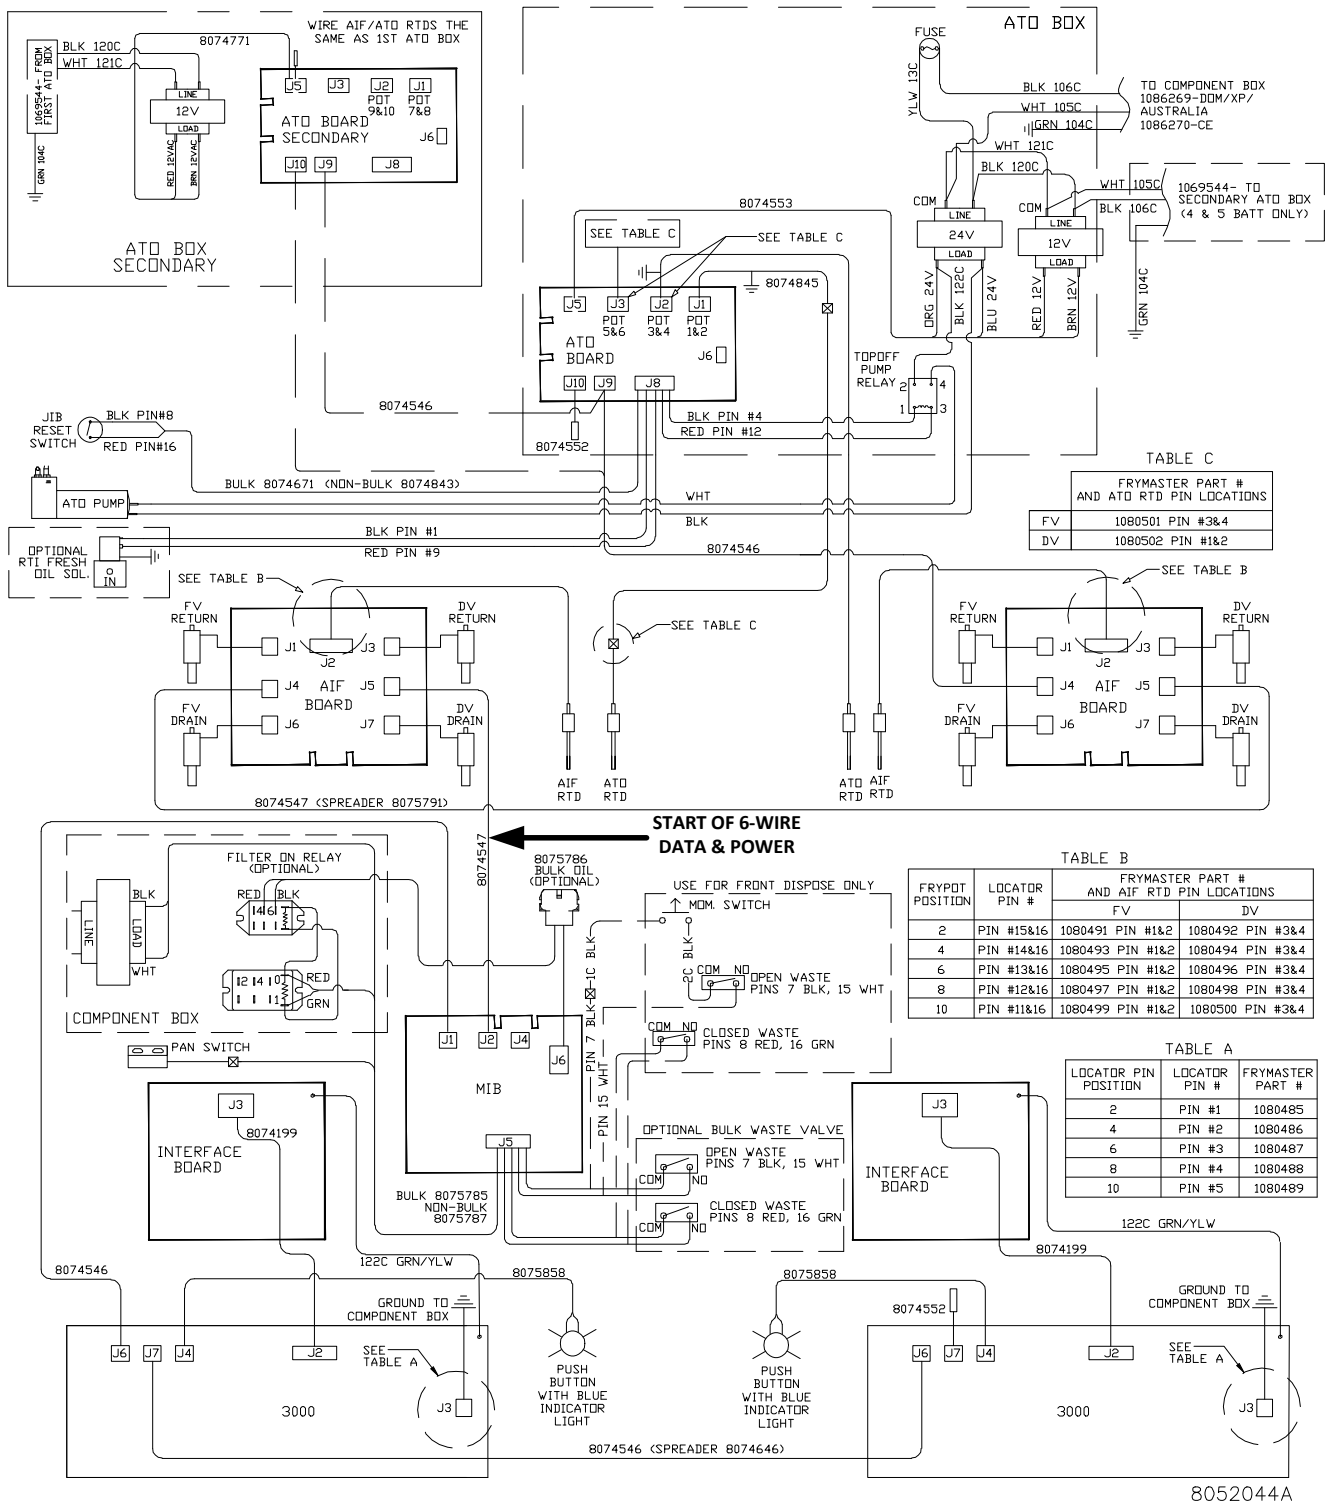 WIRE AIF/ATO RTDS THE
SAME AS 1ST ATO BOX
8074771
BLK 120C
WHT 121C
1069544- FROM
FIRST ATO BOX
GRN 104C
LINE
12V
LOAD
RED 12VAC
BRN 12VAC
J5
J3
J2
J1
POT
9&10
POT
7&8
ATO BOARD
SECONDARY
J6
J10
J9
J8
ATO BOX
SECONDARY
ATO BOX
FUSE
YLW 13C
BLK 106C
WHT 105C
GRN 104C
TO COMPONENT BOX
1086269-DOM/XP/
AUSTRALIA
1086270-CE
WHT 121C
BLK 120C
WHT 105C
BLK 106C
1069544- TO
SECONDARY ATO BOX
(4 & 5 BATT ONLY)
GRN 104C
COM
LINE
24V
LOAD
COM
LINE
12V
LOAD
ORG 24V
BLK 122C
BLU 24V
RED 12V
BRN 12V
8074553
SEE TABLE C
SEE TABLE C
8074845
J5
J3
J2
J1
POT
5&6
POT
3&4
POT
1&2
ATO
BOARD
J6
J10
J9
J8
TOPOFF
PUMP
RELAY
2
4
1
3
8074546
8074552
BLK PIN #4
RED PIN #12
JIB
RESET
SWITCH
BLK PIN#8
RED PIN#16
BULK 8074671 (NON-BULK 8074843)
ATO PUMP
WHT
BLK
OPTIONAL
RTI FRESH
OIL SOL.
IN
BLK PIN #1
RED PIN #9
8074546
TABLE C
FRYMASTER PART #
AND ATO RTD PIN LOCATIONS
FV 1080501 PIN #3&4
DV 1080502 PIN #1&2
SEE TABLE B
FV
RETURN
DV
RETURN
J1
J2
J3
J4
AIF
BOARD
J5
J6
J7
FV
DRAIN
DV
DRAIN
SEE TABLE C
SEE TABLE B
FV
RETURN
DV
RETURN
J1
J2
J3
J4
AIF
BOARD
J5
J6
J7
FV
DRAIN
DV
DRAIN
AIF
RTD
ATO
RTD
ATO
RTD
AIF
RTD
8074547 (SPREADER 8075791)
8074547
START OF 6-WIRE
DATA & POWER
FILTER ON RELAY
(OPTIONAL)
RED
BLK
4 6
BLK
LINE
LOAD
WHT
2 4 0
1
RED
GRN
COMPONENT BOX
PAN SWITCH
8075786
BULK OIL
(OPTIONAL)
USE FOR FRONT DISPOSE ONLY
MOM. SWITCH
1C BLK
2C BLK
COM
NO
OPEN WASTE
PINS 7 BLK, 15 WHT
COM
NO
CLOSED WASTE
PINS 8 RED, 16 GRN
PIN 7 BLK
PIN 15 WHT
J1
J2
J4
J6
MIB
J5
BULK 8075785
NON-BULK
8075787
OPTIONAL BULK WASTE VALVE
OPEN WASTE
PINS 7 BLK, 15 WHT
COM
NO
CLOSED WASTE
PINS 8 RED, 16 GRN
COM
NO
TABLE B
FRYPOT
POSITION
LOCATOR
PIN #
FRYMASTER PART #
AND AIF RTD PIN LOCATIONS
FV DV
2 PIN #15&16 1080491 PIN #1&2 1080492 PIN #3&4
4 PIN #14&16 1080493 PIN #1&2 1080494 PIN #3&4
6 PIN #13&16 1080495 PIN #1&2 1080496 PIN #3&4
8 PIN #12&16 1080497 PIN #1&2 1080498 PIN #3&4
10 PIN #11&16 1080499 PIN #1&2 1080500 PIN #3&4
TABLE A
LOCATOR PIN
POSITION
LOCATOR
PIN #
FRYMASTER
PART #
2 PIN #1 1080485
4 PIN #2 1080486
6 PIN #3 1080487
8 PIN #4 1080488
10 PIN #5 1080489
J3
8074199
INTERFACE
BOARD
J3
INTERFACE
BOARD
122C GRN/YLW
122C GRN/YLW
8074199
8074546
8075858
8075858
8074552
GROUND TO
COMPONENT BOX
GROUND TO
COMPONENT BOX
J6
J7
J4
J2
SEE
TABLE A
J3
3000
PUSH
BUTTON
WITH BLUE
INDICATOR
LIGHT
PUSH
BUTTON
WITH BLUE
INDICATOR
LIGHT
J6
J7
J4
J2
SEE
TABLE A
J3
3000
8074546 (SPREADER 8074646)
8052044A